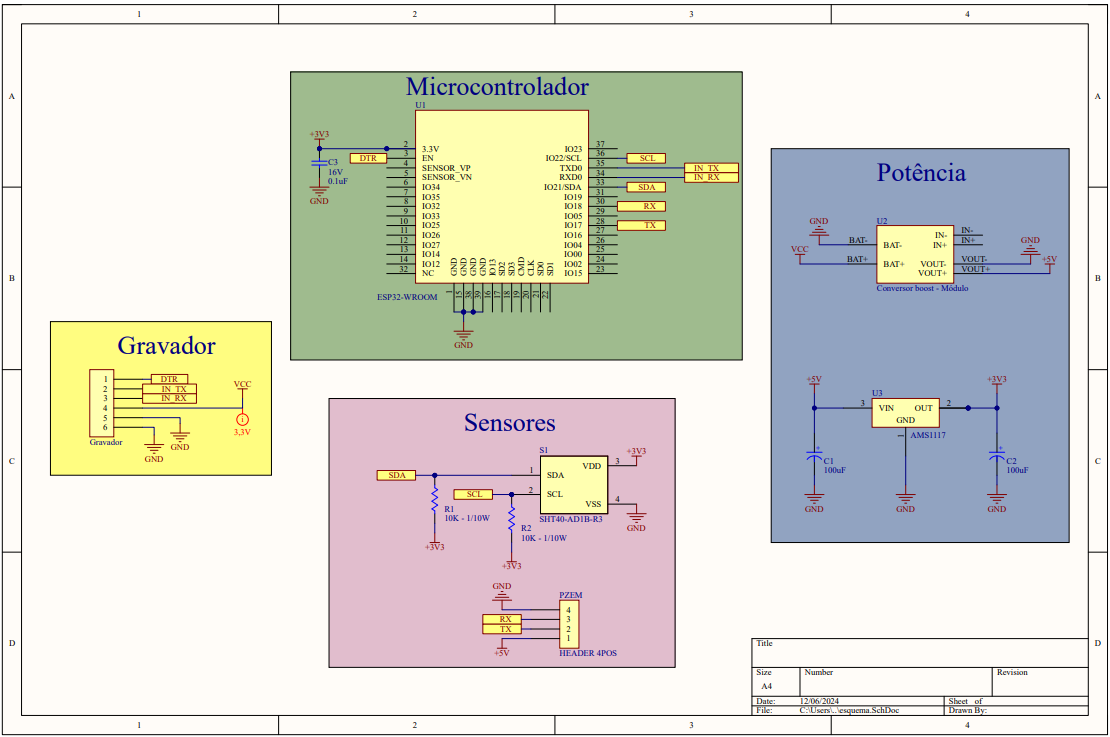 1 2 3 4
A A
B B
C C
D D
1 2 3 4
Microcontrolador
U1
+3V3
C3
16V
0.1uF
GND
DTR
2 3.3V
3 EN
4 SENSOR_VP
5 SENSOR_VN
6 IO34
7 IO35
8 IO32
9 IO33
10 IO25
11 IO26
12 IO27
13 IO14
14 IO12
32 NC
IO23 37
IO22/SCL 36 SCL
TXD0 35 IN_TX
RXD0 34 IN_RX
IO21/SDA 33 SDA
IO19 31
IO18 30 RX
IO05 29
IO17 28 TX
IO16 27
IO04 26
IO00 25
IO02 24
IO15 23
GND GND GND GND IO13 SD2 SD3 CMD CLK SD0 SD1
1 15 38 39 16 17 18 19 20 21 22
ESP32-WROOM
GND
Potência
U2
GND
VCC
BAT- BAT-
BAT+ BAT+
IN- IN-
IN+ IN+
VOUT- VOUT-
VOUT+ VOUT+
GND
+5V
Conversor boost - Módulo
+5V
U3
3 VIN OUT 2
GND
1
AMS1117
+3V3
+
C1
100uF
+
C2
100uF
GND
GND
GND
Gravador
1 DTR
2 IN_TX
3 IN_RX
4
5
6
Gravador
VCC
i
3,3V
GND
GND
Sensores
S1
SDA
SCL
1 SDA
2 SCL
VDD 3
VSS 4
+3V3
GND
SHT40-AD1B-R3
R1
10K - 1/10W
+3V3
R2
10K - 1/10W
+3V3
GND
PZEM
4
RX 3
TX 2
1
+5V
HEADER 4POS
Title
Size Number Revision
A4
Date: 12/06/2024 Sheet of
File: C:\Users\..\esquema.SchDoc Drawn By: